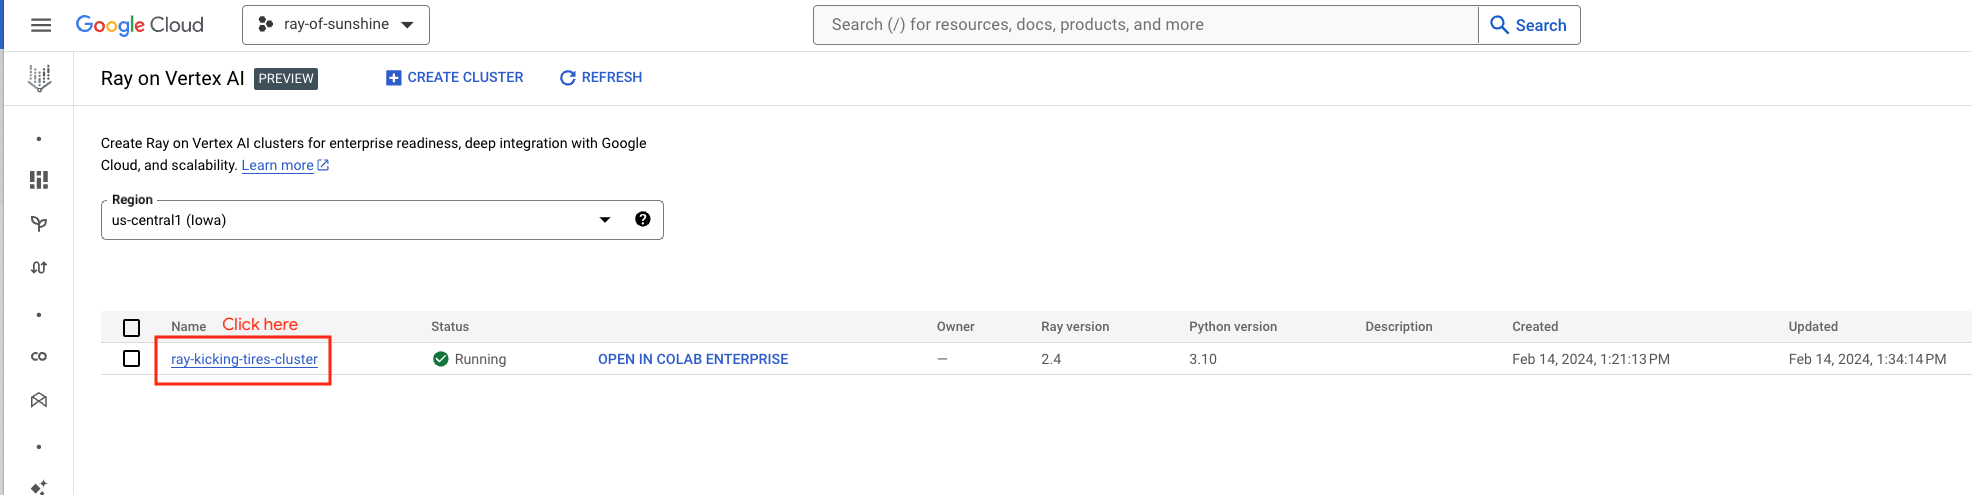 Google Cloud ray-of-sunshine Search (/) for resources, docs, products, and more Search
Ray on Vertex AI PREVIEW CREATE CLUSTER REFRESH
Create Ray on Vertex AI clusters for enterprise readiness, deep integration with Google
Cloud, and scalability. Learn more
Region
us-central1 (Iowa)
Click here
Name Status Owner Ray version Python version Description Created Updated
ray-kicking-tires-cluster Running OPEN IN COLAB ENTERPRISE — 2.4 3.10 Feb 14, 2024, 1:21:13 PM Feb 14, 2024, 1:34:14 PM